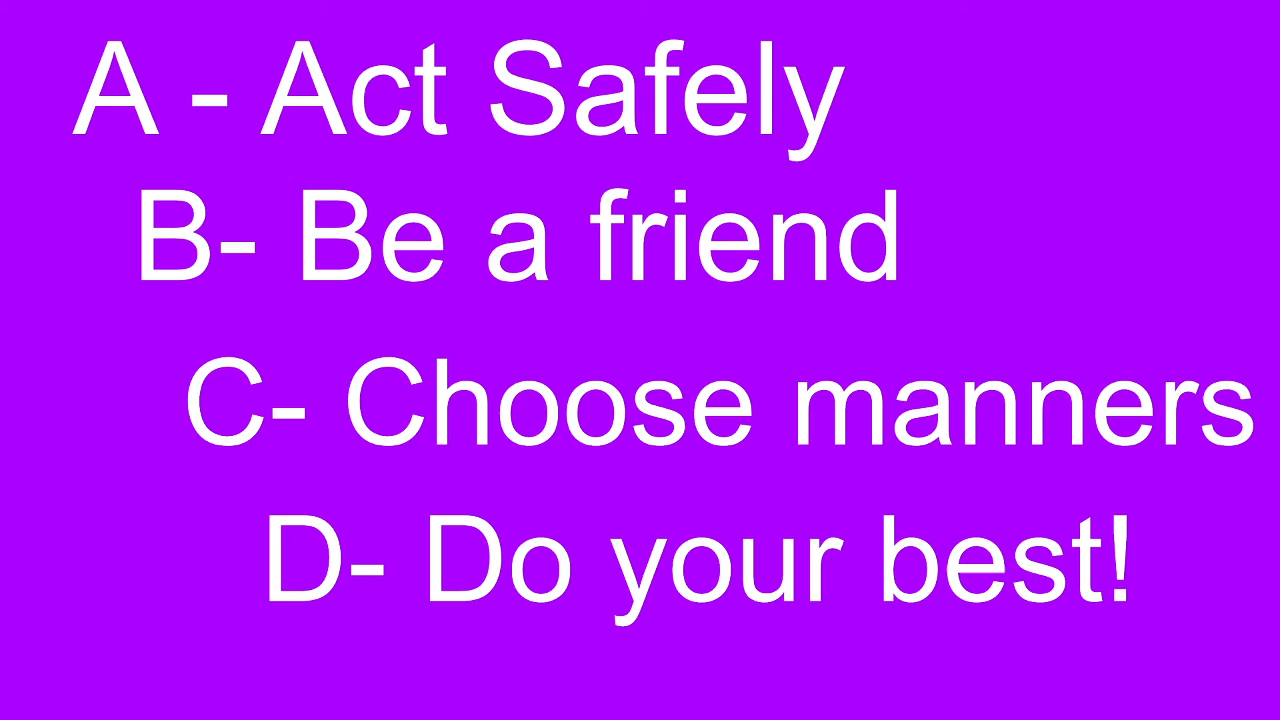 A - Act Safely
B- Be a friend
C- Choose manners
D- Do your best!